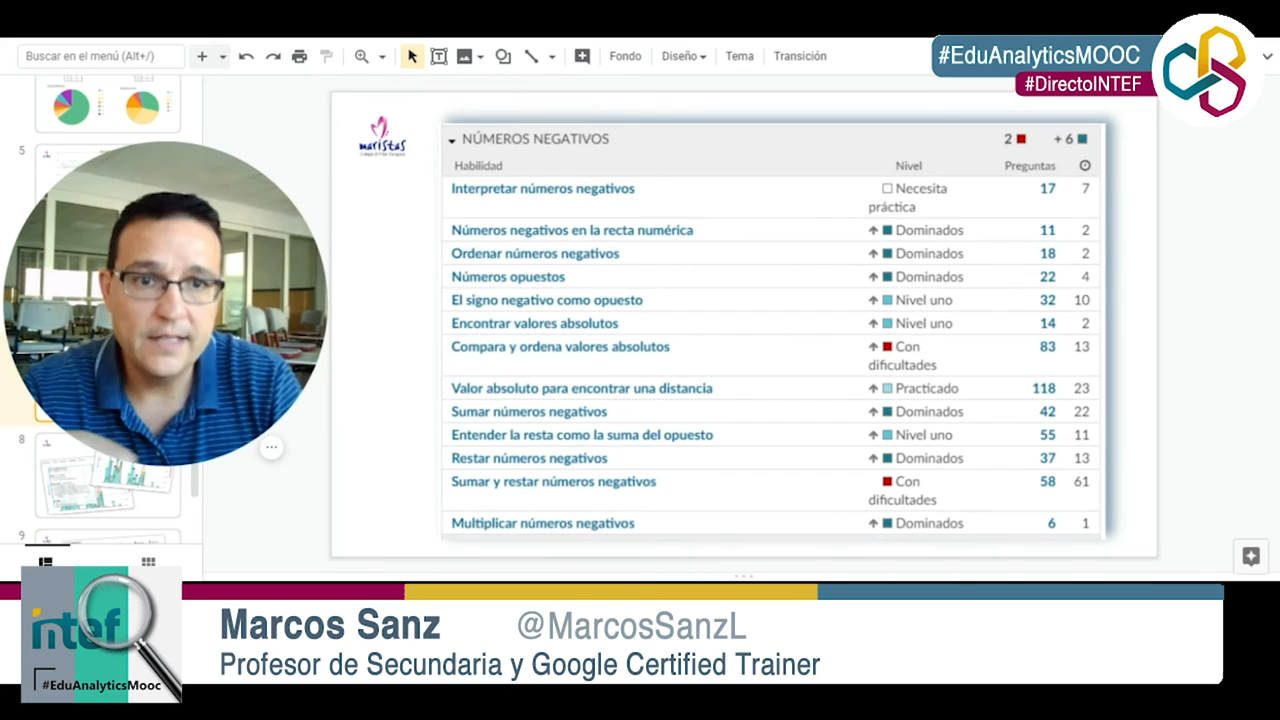 Buscar en el menú (Alt+/)
Fondo
Diseño
Tema
Transición
#EduAnalyticsMOOC
#DirectoINTEF
5
8
9
maristas
NÚMEROS NEGATIVOS 2 + 6
Habilidad Nivel Preguntas
Interpretar números negativos Necesita práctica 17 7
Números negativos en la recta numérica Dominados 11 2
Ordenar números negativos Dominados 18 2
Números opuestos Dominados 22 4
El signo negativo como opuesto Nivel uno 32 10
Encontrar valores absolutos Nivel uno 14 2
Compara y ordena valores absolutos Con dificultades 83 13
Valor absoluto para encontrar una distancia Practicado 118 23
Sumar números negativos Dominados 42 22
Entender la resta como la suma del opuesto Nivel uno 55 11
Restar números negativos Dominados 37 13
Sumar y restar números negativos Con dificultades 58 61
Multiplicar números negativos Dominados 6 1
intef
#EduAnalyticsMooc
Marcos Sanz @MarcosSanzL
Profesor de Secundaria y Google Certified Trainer